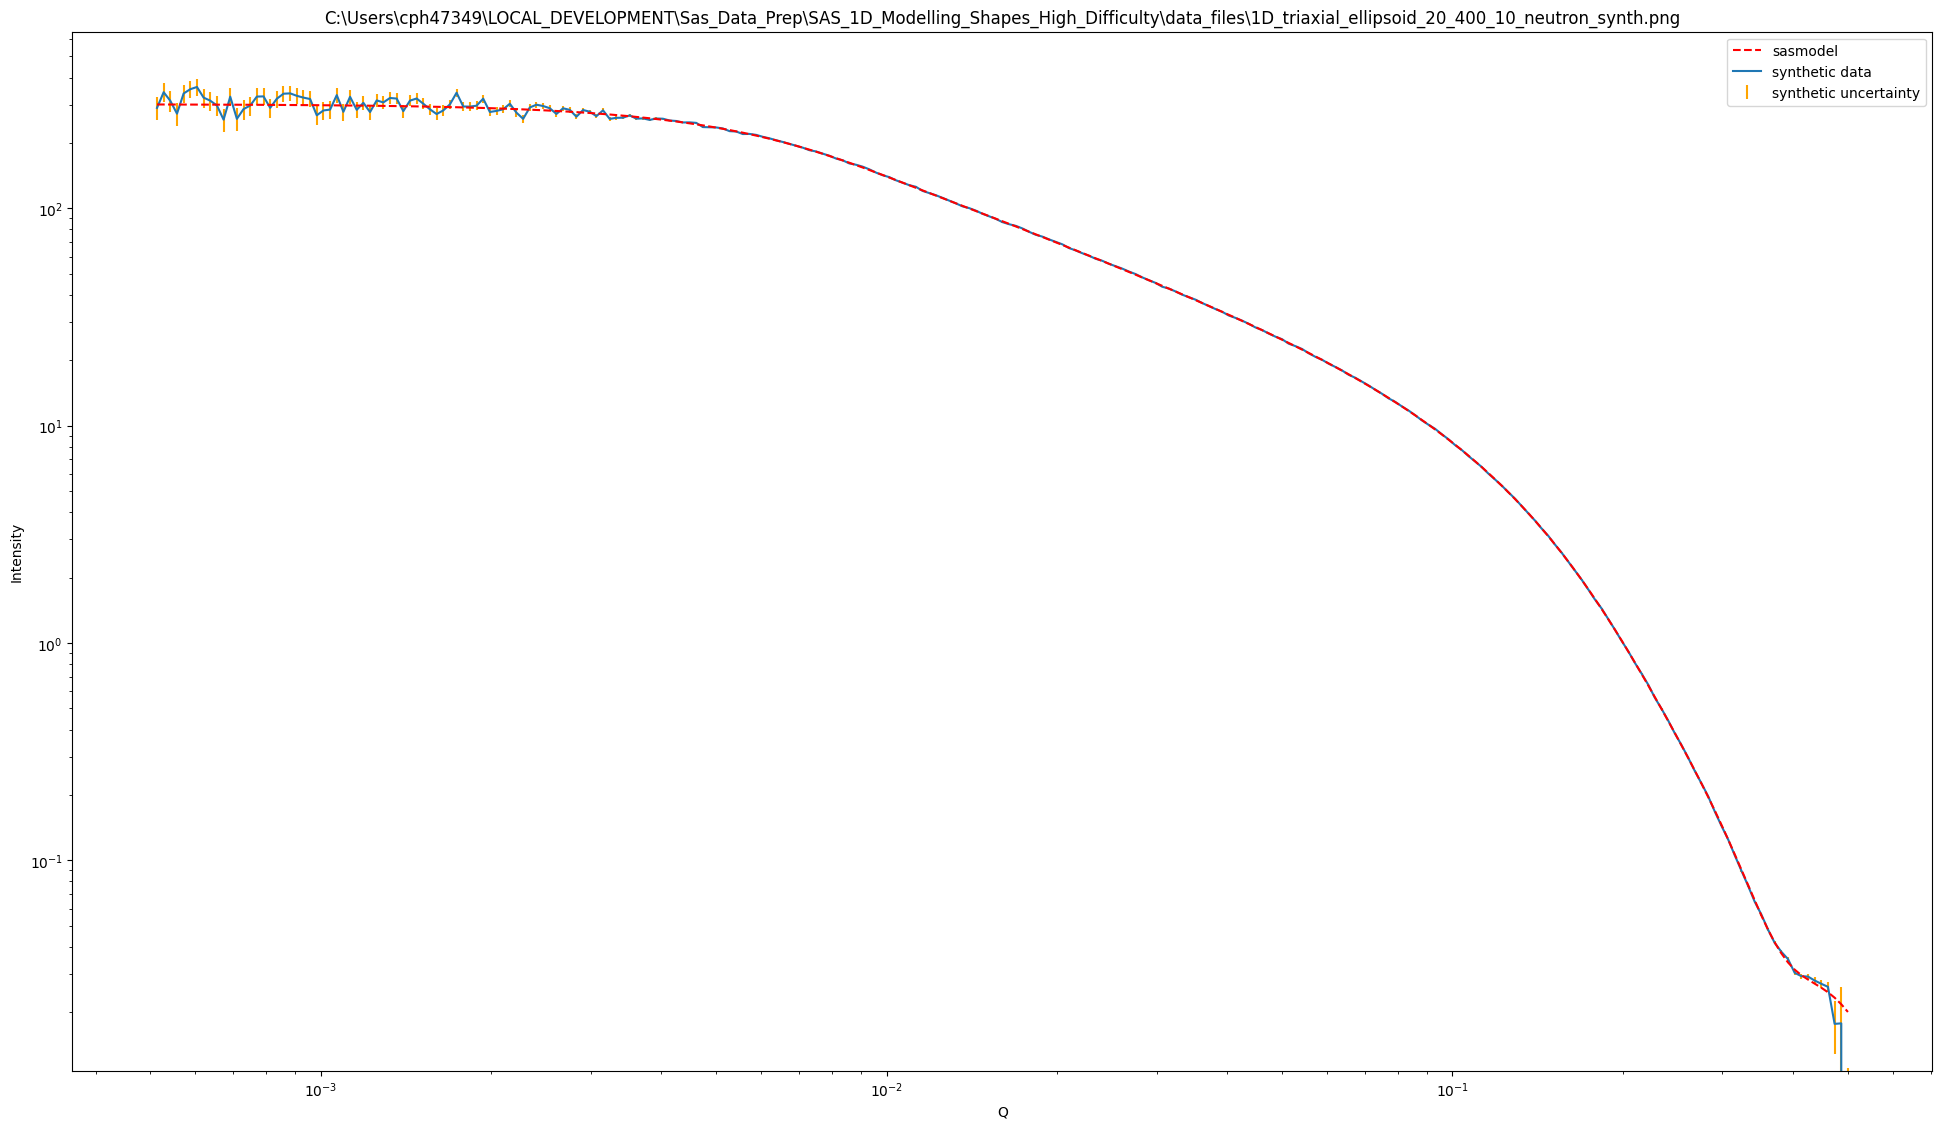 C:\Users\cph47349\LOCAL_DEVELOPMENT\Sas_Data_Prep\SAS_1D_Modelling_Shapes_High_Difficulty\data_files\1D_triaxial_ellipsoid_20_400_10_neutron_synth.png
sasmodel
synthetic data
synthetic uncertainty
Intensity
10²
10¹
10⁰
10⁻¹
10⁻³
10⁻²
10⁻¹
Q